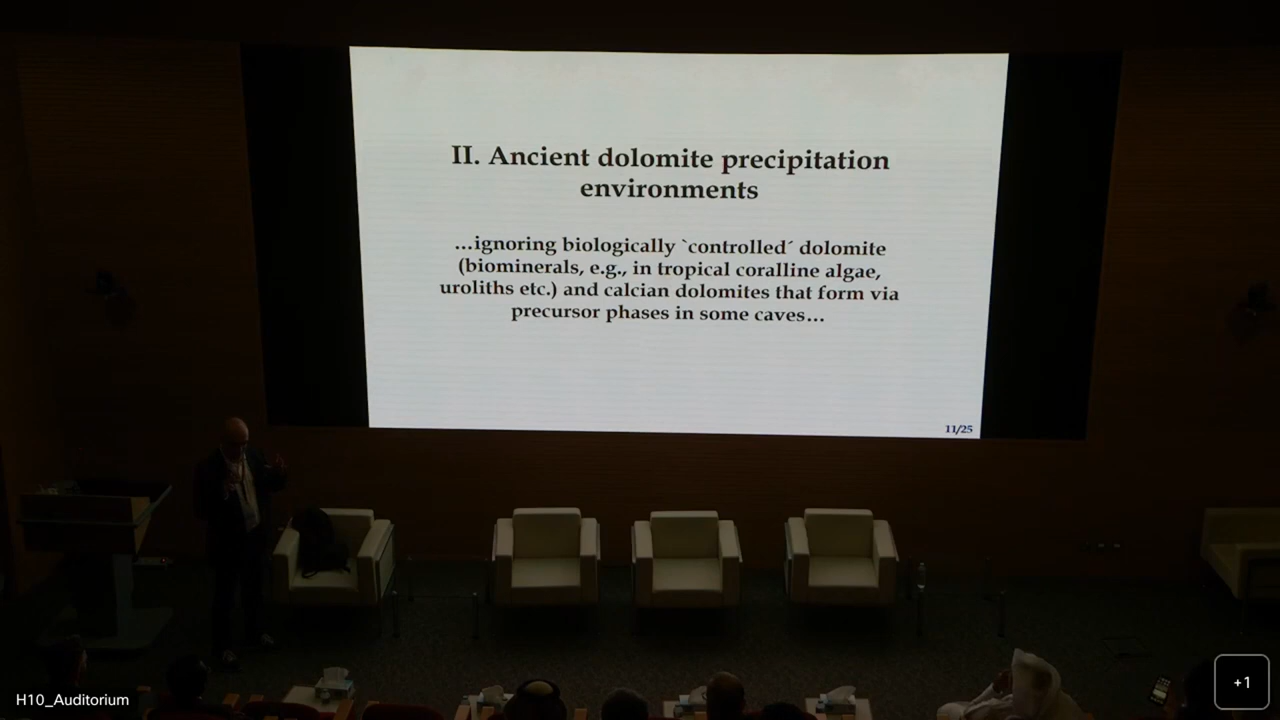 II. Ancient dolomite precipitation
environments
…ignoring biologically `controlled´ dolomite
(biominerals, e.g., in tropical coralline algae,
uroliths etc.) and calcian dolomites that form via
precursor phases in some caves…
11/25
H10_Auditorium
+1